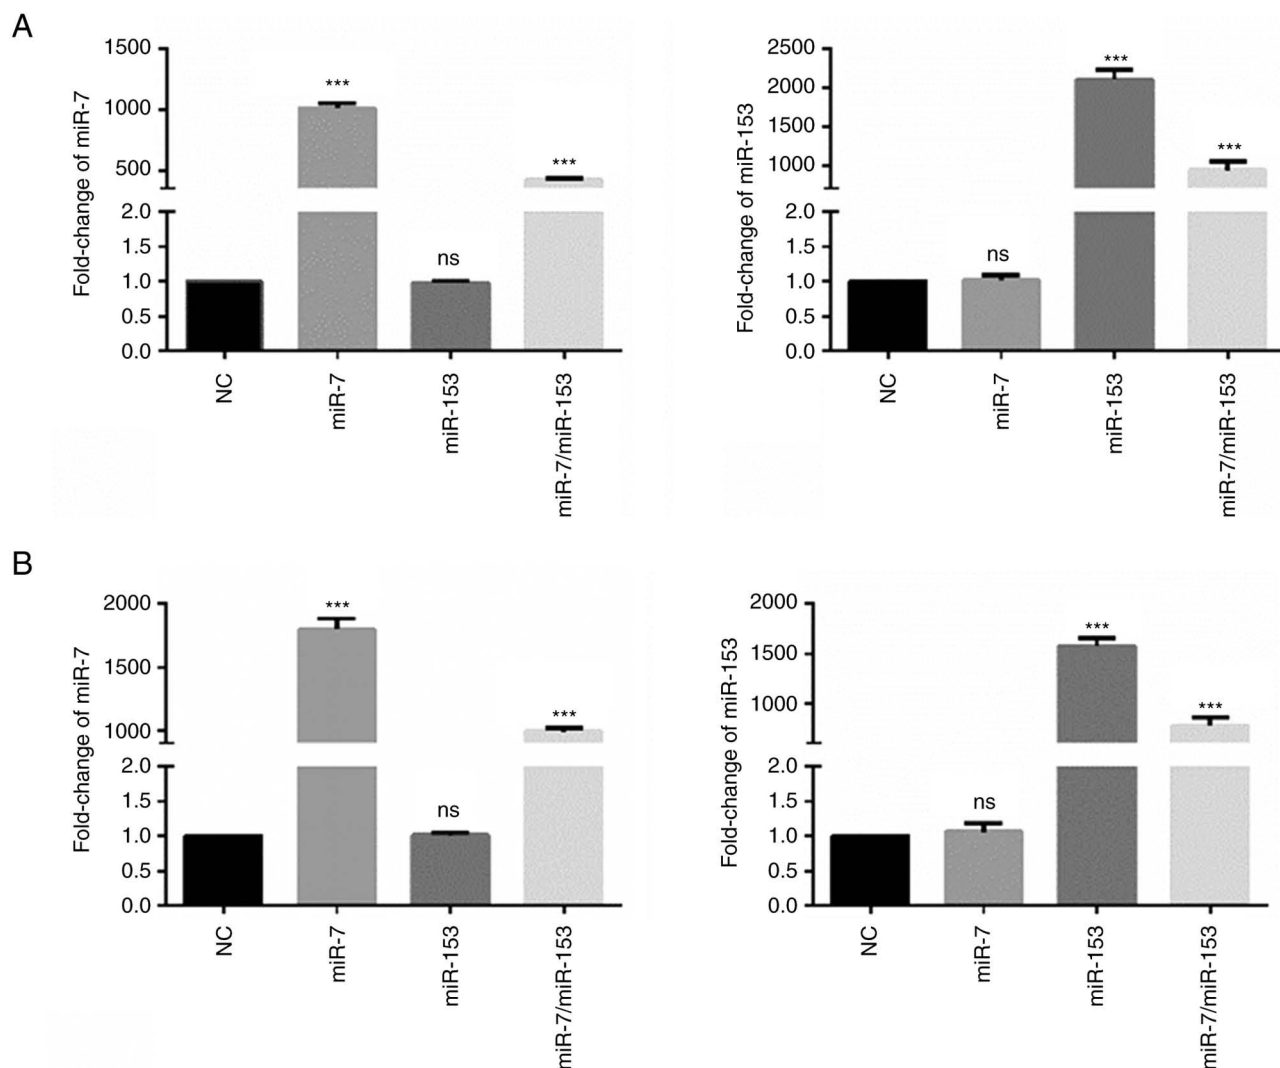 A
Fold-change of miR-7
1500
1000
500
2.0
1.5
1.0
0.5
0.0
***
ns
***
NC
miR-7
miR-153
miR-7/miR-153
Fold-change of miR-153
2500
2000
1500
1000
2.0
1.5
1.0
0.5
0.0
ns
***
***
NC
miR-7
miR-153
miR-7/miR-153
B
Fold-change of miR-7
2000
1500
1000
2.0
1.5
1.0
0.5
0.0
***
ns
***
NC
miR-7
miR-153
miR-7/miR-153
Fold-change of miR-153
2000
1500
1000
2.0
1.5
1.0
0.5
0.0
ns
***
***
NC
miR-7
miR-153
miR-7/miR-153